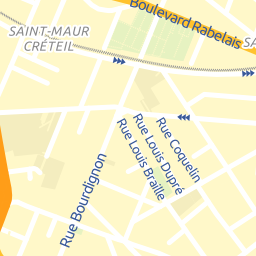 Boulevard Rabelais
SAINT-MAUR
CRÉTEIL
SA
Rue Coquelin
Rue Louis Dupré
Rue Louis Braille
Rue Bourdignon